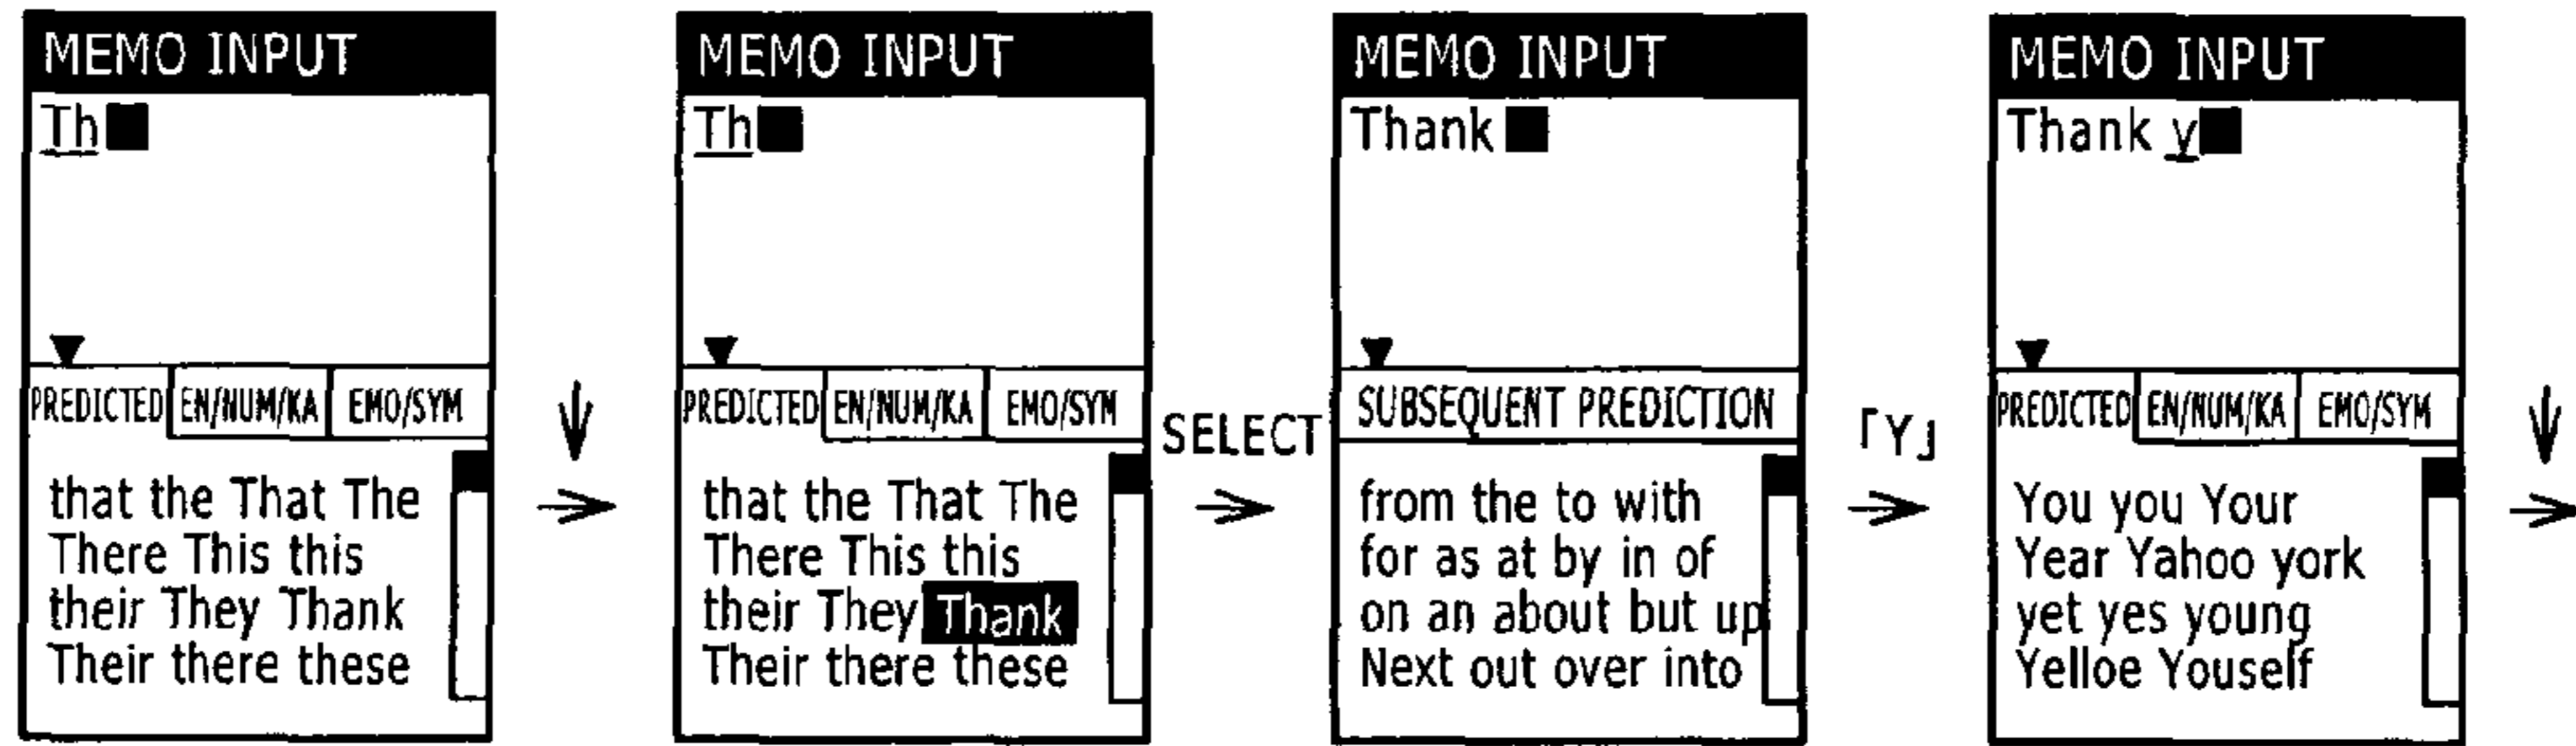 MEMO INPUT
Th
PREDICTED EN/NUM/KA EMO/SYM
that the That The
There This this
their They Thank
Their there these
MEMO INPUT
Th
PREDICTED EN/NUM/KA EMO/SYM
that the That The
There This this
their They Thank
Their there these
SELECT
MEMO INPUT
Thank
SUBSEQUENT PREDICTION
from the to with
for as at by in of
on an about but up
Next out over into
「Y」
MEMO INPUT
Thank y
PREDICTED EN/NUM/KA EMO/SYM
You you Your
Year Yahoo york
yet yes young
Yelloe Youself